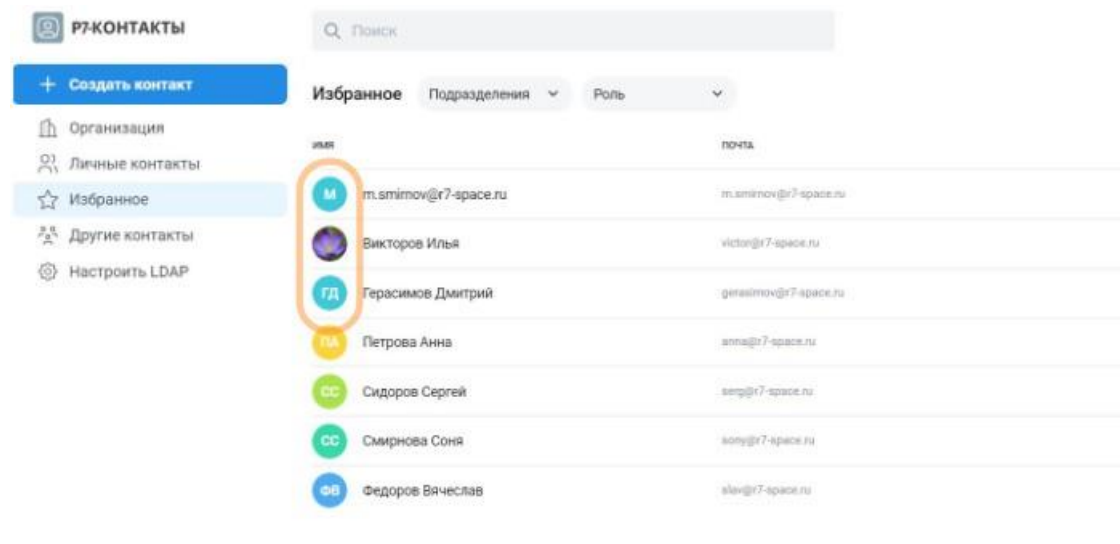 Р7-КОНТАКТЫ
Поиск
Создать контакт
Организация
Личные контакты
Избранное
Другие контакты
Настроить LDAP
Избранное Подразделения Роль
ИМЯ ПОЧТА
М m.smirnov@r7-space.ru m.smirnov@r7-space.ru
Викторов Илья victor@r7-space.ru
ГД Герасимов Дмитрий gerasimov@r7-space.ru
ПА Петрова Анна anna@r7-space.ru
СС Сидоров Сергей serg@r7-space.ru
СС Смирнова Соня sony@r7-space.ru
ФВ Федоров Вячеслав slav@r7-space.ru